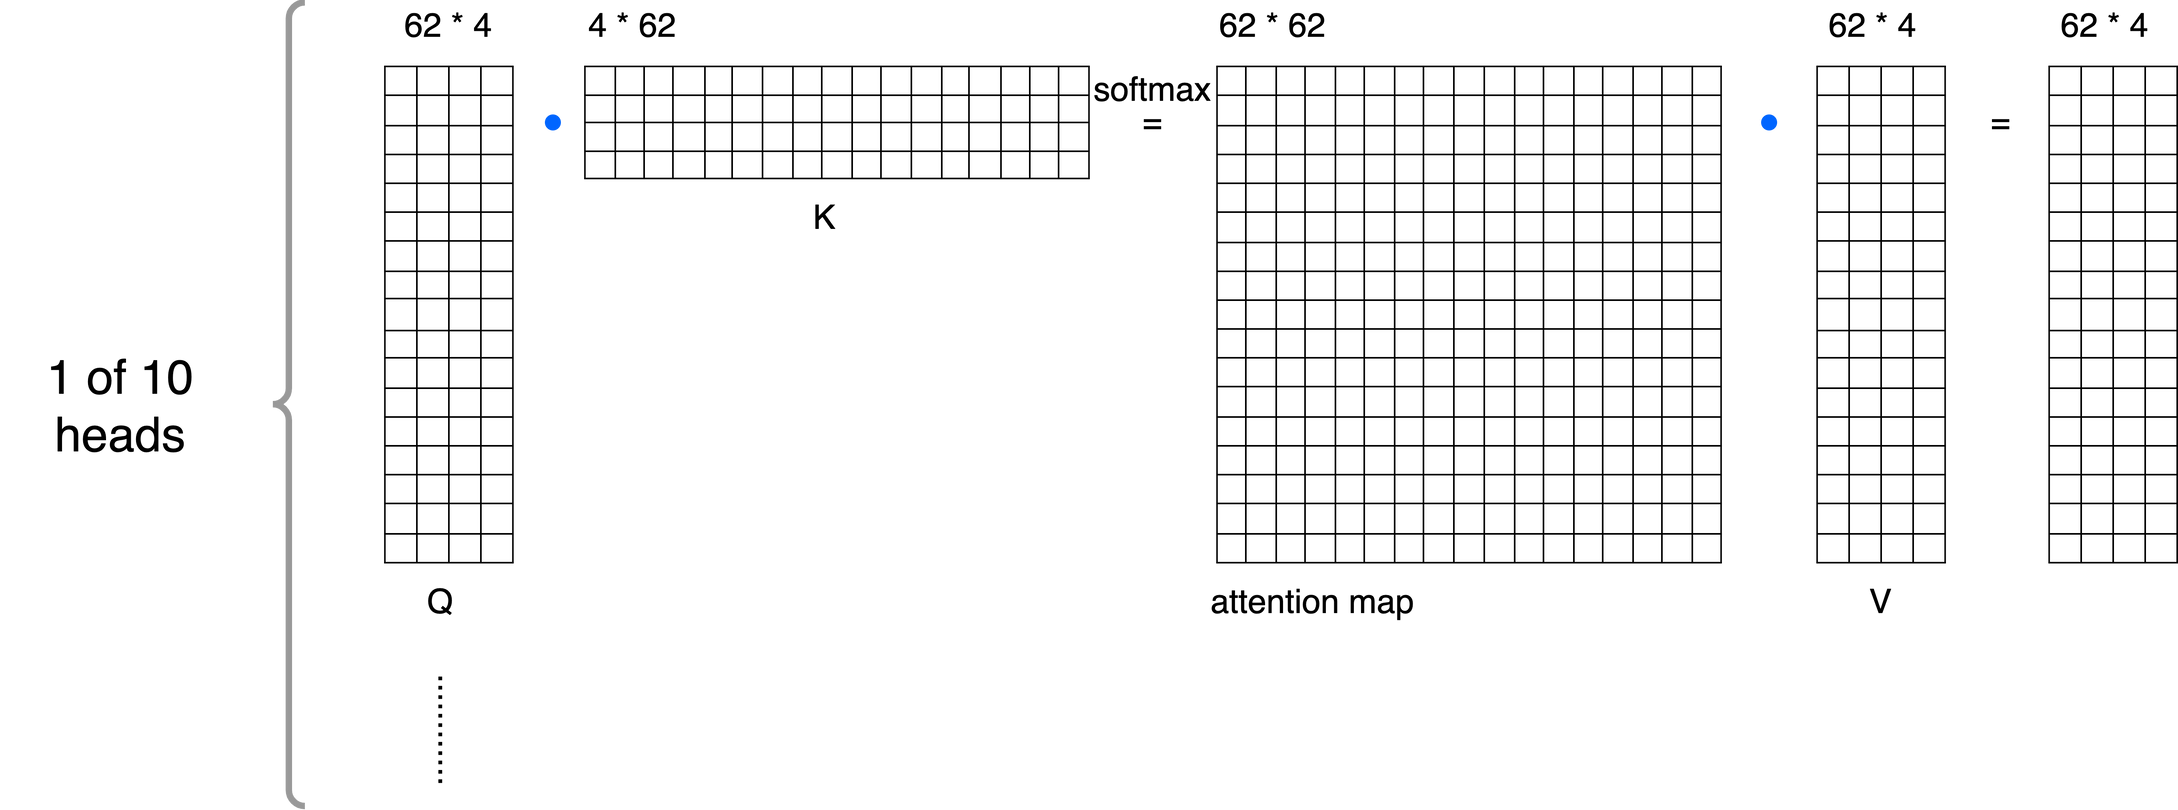 62 * 4
4 * 62
62 * 62
62 * 4
62 * 4
softmax
=
=
K
1 of 10
heads
Q
attention map
V